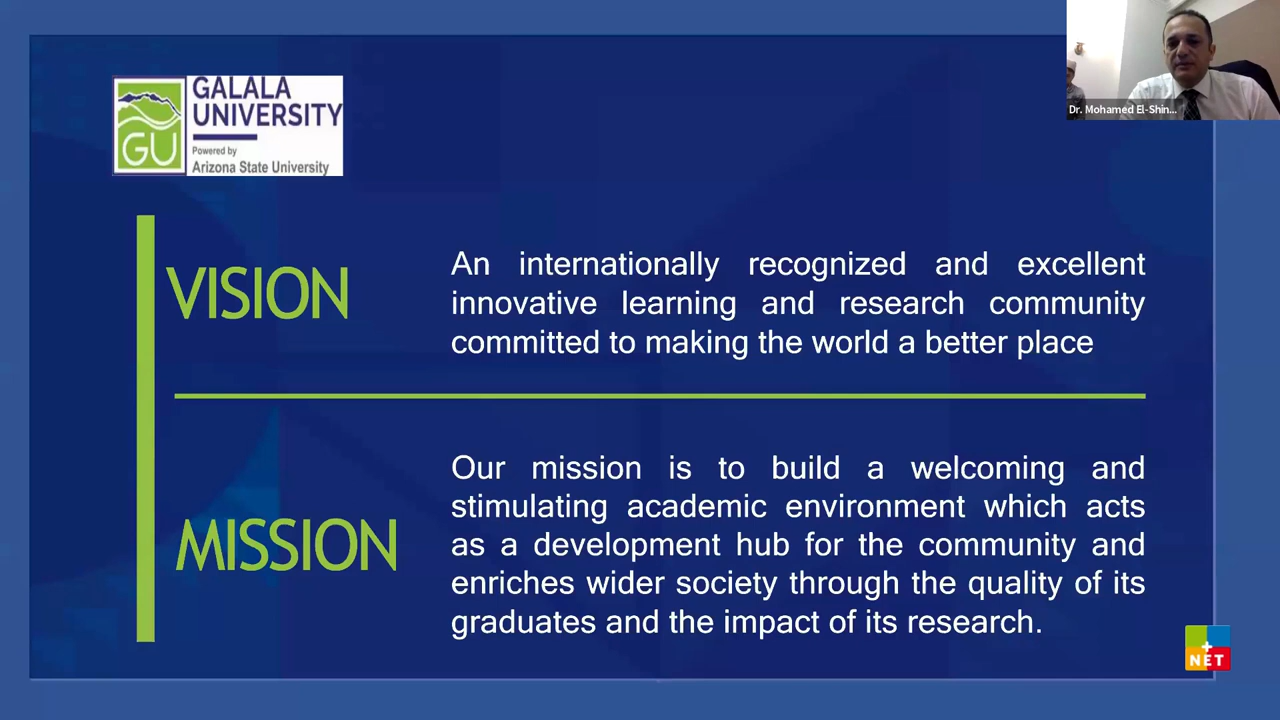 GALALA
UNIVERSITY
Powered by
Arizona State University
GU
Dr. Mohamed El-Shin...
VISION
An internationally recognized and excellent
innovative learning and research community
committed to making the world a better place
MISSION
Our mission is to build a welcoming and
stimulating academic environment which acts
as a development hub for the community and
enriches wider society through the quality of its
graduates and the impact of its research.
+
NET